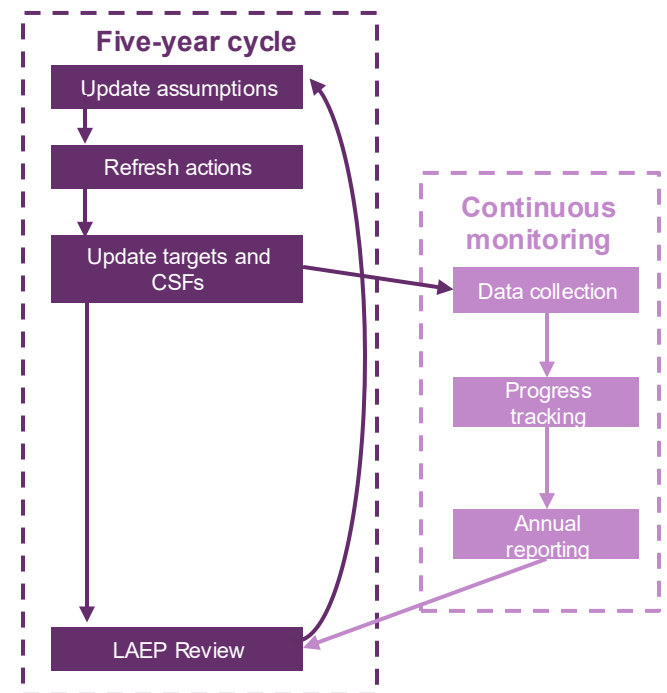 Five-year cycle
Update assumptions
Refresh actions
Update targets and
CSFs
LAEP Review
Continuous
monitoring
Data collection
Progress
tracking
Annual
reporting